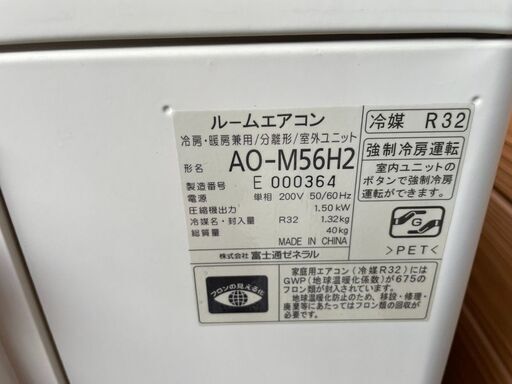 ルームエアコン
冷房・暖房兼用/分離形/室外ユニット
形名 AO-M56H2
製造番号 E 000364
電源 単相 200V 50/60Hz
圧縮機出力 1.50kW
冷媒名・封入量 R32 1.32kg
総質量 40kg
MADE IN CHINA
株式会社 富士通ゼネラル
冷媒 R32
強制冷房運転
室内ユニットの
ボタンで強制冷房
運転ができます。
G
>PET<
フロンの見える化
家庭用エアコン(冷媒R32)には
GWP(地球温暖化係数)が675の
フロン類が封入されています。
地球温暖化防止のため、移設・修理・
廃棄等にあたってはフロン類の回収が
必要です。